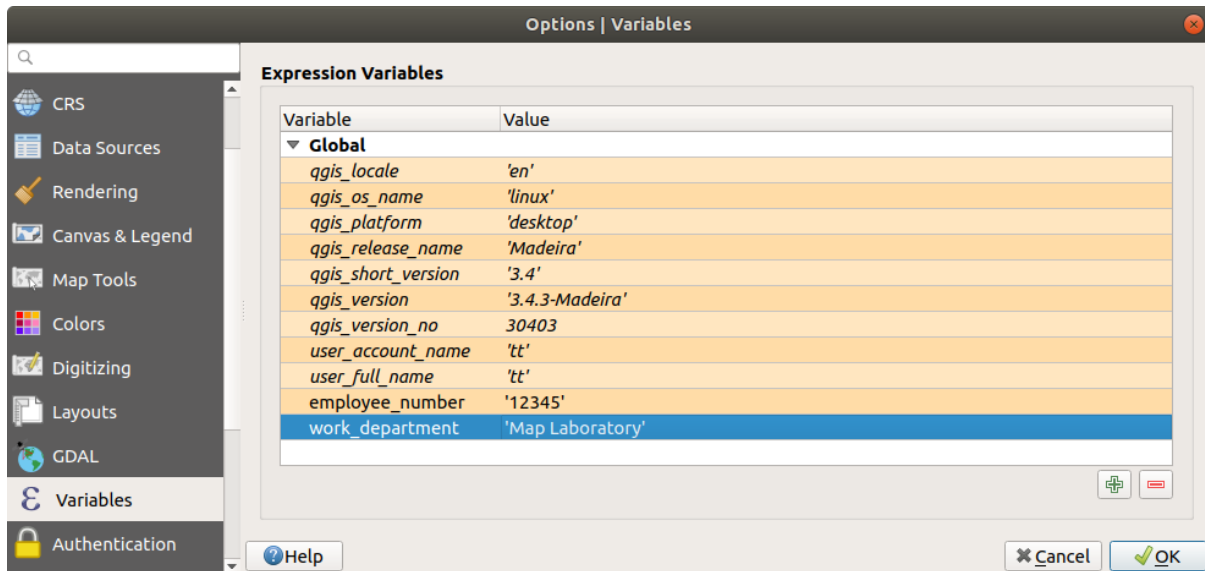 Options | Variables
CRS
Data Sources
Rendering
Canvas & Legend
Map Tools
Colors
Digitizing
Layouts
GDAL
Variables
Authentication
Expression Variables
Variable Value
Global
qgis_locale 'en'
qgis_os_name 'linux'
qgis_platform 'desktop'
qgis_release_name 'Madeira'
qgis_short_version '3.4'
qgis_version '3.4.3-Madeira'
qgis_version_no 30403
user_account_name 'tt'
user_full_name 'tt'
employee_number '12345'
work_department 'Map Laboratory'
Help Cancel OK